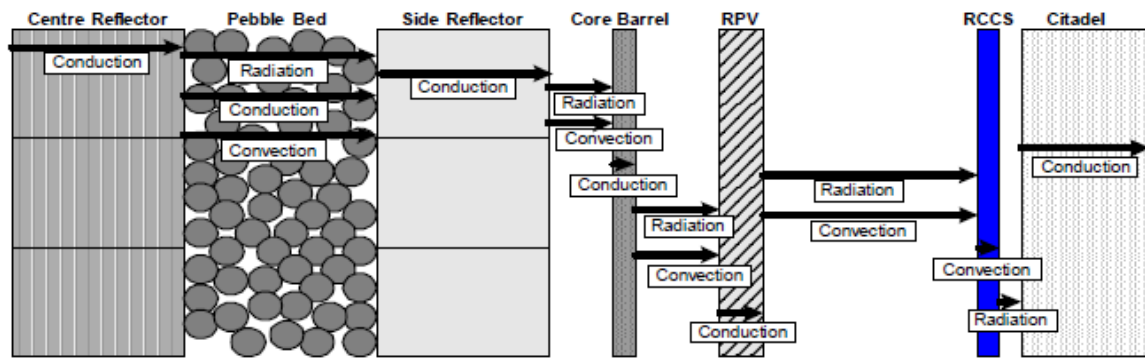 Centre Reflector Pebble Bed Side Reflector Core Barrel RPV RCCS Citadel
Conduction
Radiation
Conduction
Convection
Conduction
Radiation
Convection
Conduction
Radiation
Convection
Conduction
Radiation
Convection
Convection
Radiation
Conduction